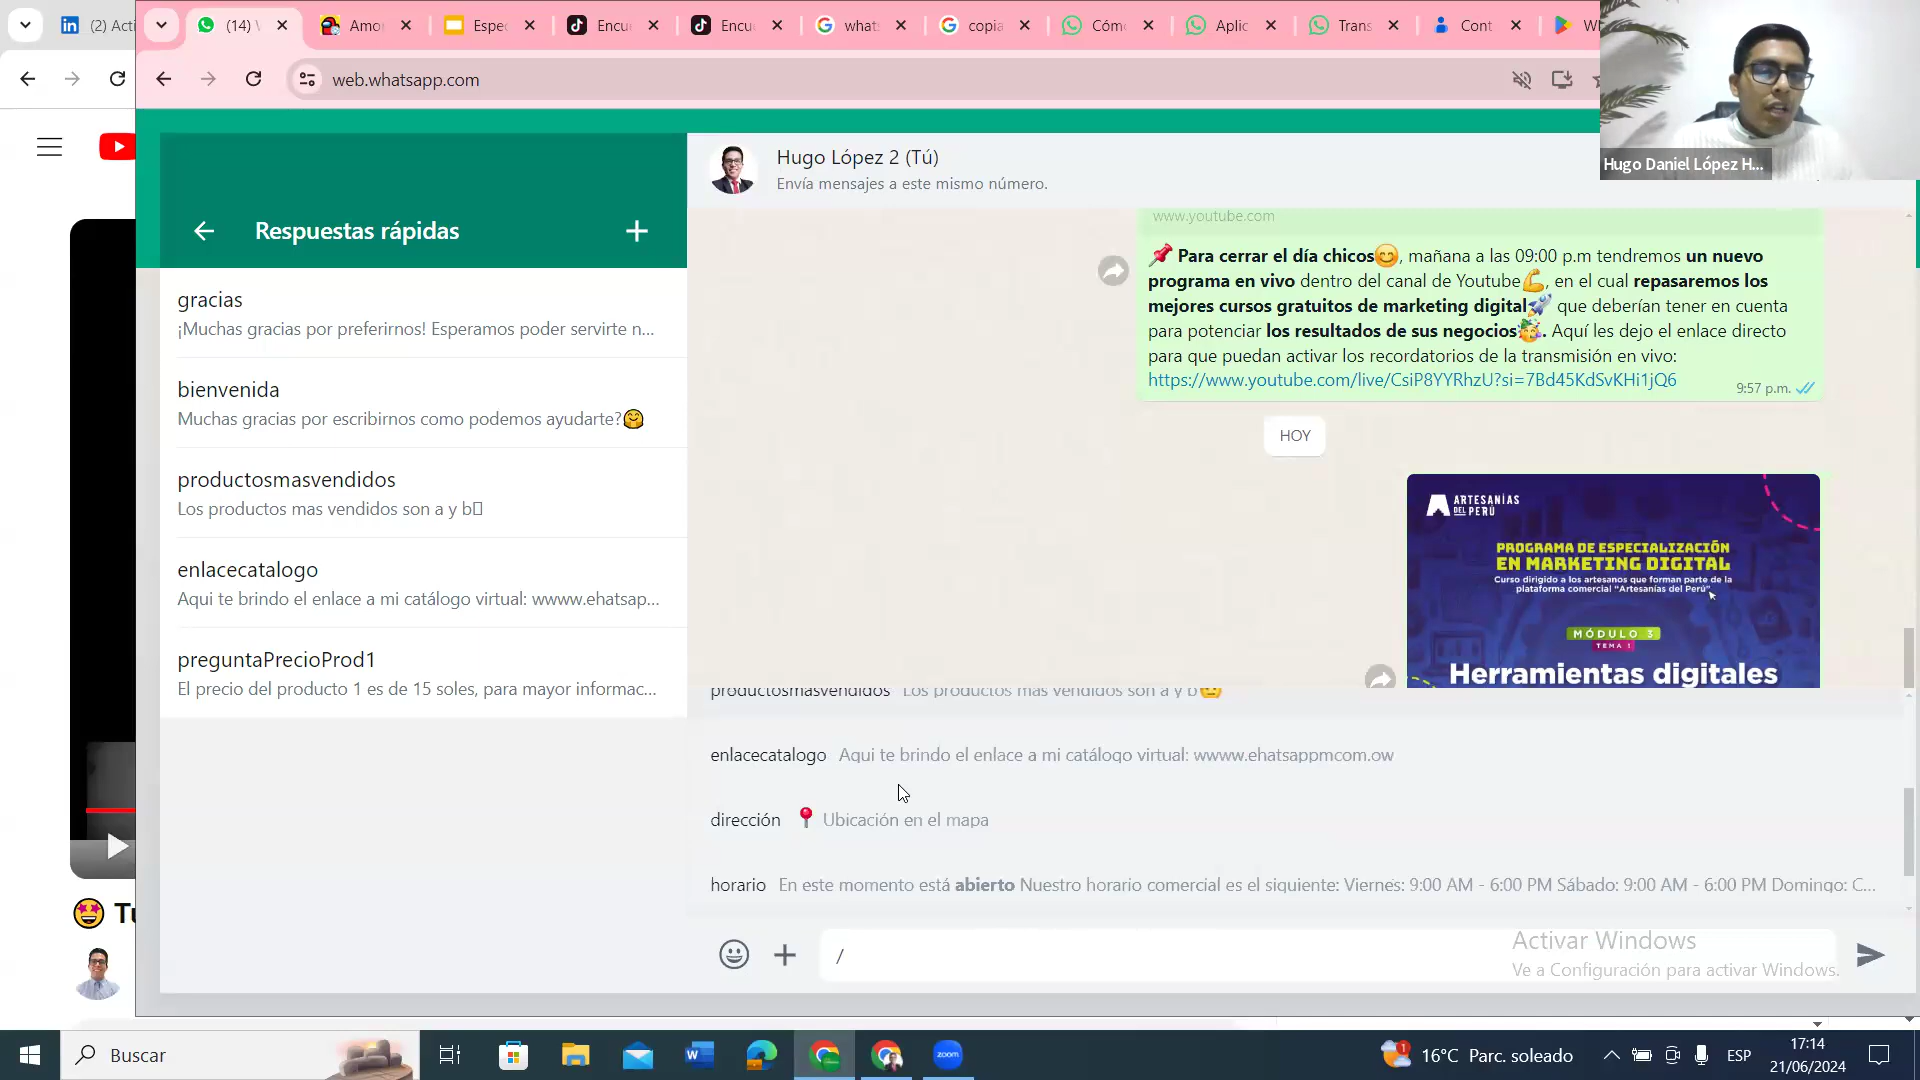 (2) Acti
(14)
Amo
Espec
Encu
Encu
what
copia
Cómo
Aplic
Trans
Cont
web.whatsapp.com
Hugo Daniel López H...
Respuestas rápidas
gracias
¡Muchas gracias por preferirnos! Esperamos poder servirte n...
bienvenida
Muchas gracias por escribirnos como podemos ayudarte?🤗
productosmasvendidos
Los productos mas vendidos son a y b
enlacecatalogo
Aqui te brindo el enlace a mi catálogo virtual: wwww.ehatsap...
preguntaPrecioProd1
El precio del producto 1 es de 15 soles, para mayor informac...
Hugo López 2 (Tú)
Envía mensajes a este mismo número.
www.youtube.com
📌 Para cerrar el día chicos😊, mañana a las 09:00 p.m tendremos un nuevo
programa en vivo dentro del canal de Youtube💪, en el cual repasaremos los
mejores cursos gratuitos de marketing digital🚀 que deberían tener en cuenta
para potenciar los resultados de sus negocios🥳. Aquí les dejo el enlace directo
para que puedan activar los recordatorios de la transmisión en vivo:
https://www.youtube.com/live/CsiP8YYRhzU?si=7Bd45KdSvKHi1jQ6
9:57 p.m.
HOY
ARTESANÍAS
DEL PERÚ
PROGRAMA DE ESPECIALIZACIÓN
EN MARKETING DIGITAL
Curso dirigido a los artesanos que forman parte de la
plataforma comercial "Artesanías del Perú"
MÓDULO 3
TEMA 1
Herramientas digitales
productosmasvendidos Los productos mas vendidos son a y b
enlacecatalogo Aqui te brindo el enlace a mi catálogo virtual: wwww.ehatsappmcom.ow
dirección 📍 Ubicación en el mapa
horario En este momento está abierto Nuestro horario comercial es el siguiente: Viernes: 9:00 AM - 6:00 PM Sábado: 9:00 AM - 6:00 PM Domingo: C...
/
Activar Windows
Ve a Configuración para activar Windows.
🤩 Tu
Buscar
zoom
1
16°C Parc. soleado
ESP
17:14
21/06/2024